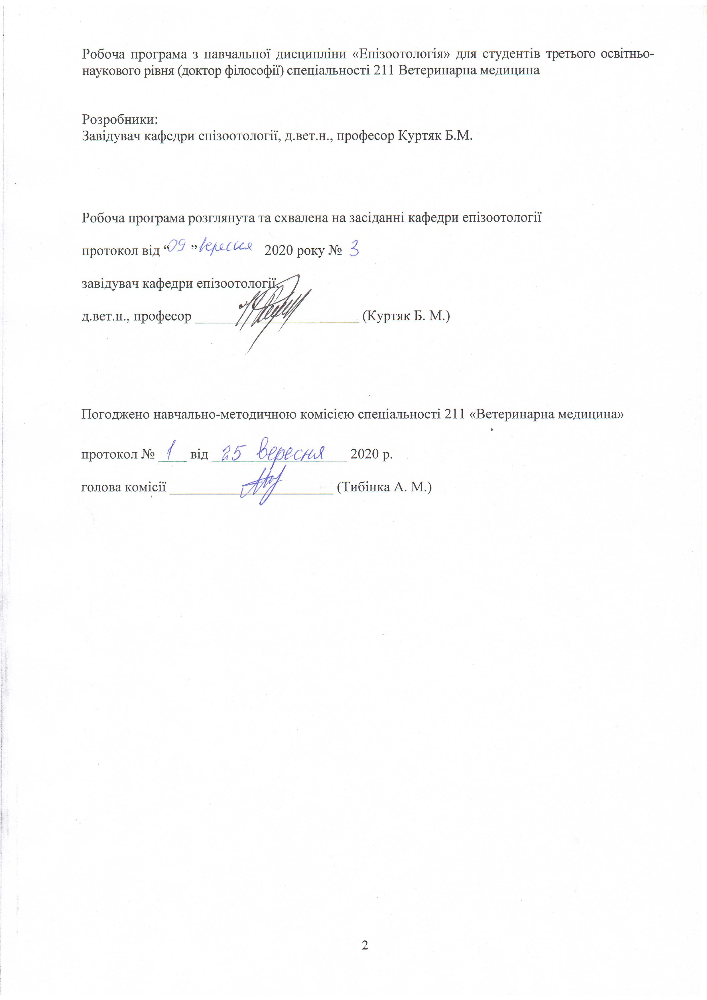 Робоча програма з навчальної дисципліни «Епізоотологія» для студентів третього освітньо-
наукового рівня (доктор філософії) спеціальності 211 Ветеринарна медицина
Розробники:
Завідувач кафедри епізоотології, д.вет.н., професор Куртяк Б.М.
Робоча програма розглянута та схвалена на засіданні кафедри епізоотології
протокол від “09” вересня 2020 року № 3
завідувач кафедри епізоотології,
д.вет.н., професор _______________________ (Куртяк Б. М.)
Погоджено навчально-методичною комісією спеціальності 211 «Ветеринарна медицина»
протокол № 1 від 25 вересня 2020 р.
голова комісії _______________________ (Тибінка А. М.)
2